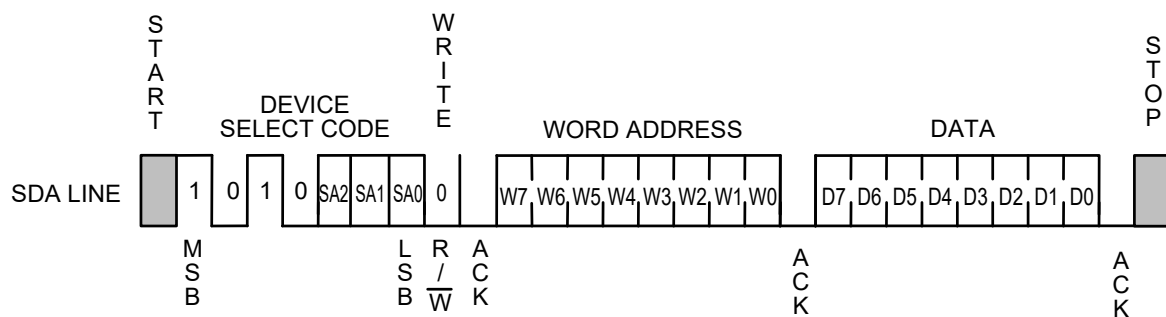 START
WRITE
STOP
DEVICE
SELECT CODE
WORD ADDRESS
DATA
SDA LINE 1 0 1 0 SA2 SA1 SA0 0 W7 W6 W5 W4 W3 W2 W1 W0 D7 D6 D5 D4 D3 D2 D1 D0
MSB
LSB
R/W
ACK
ACK
ACK